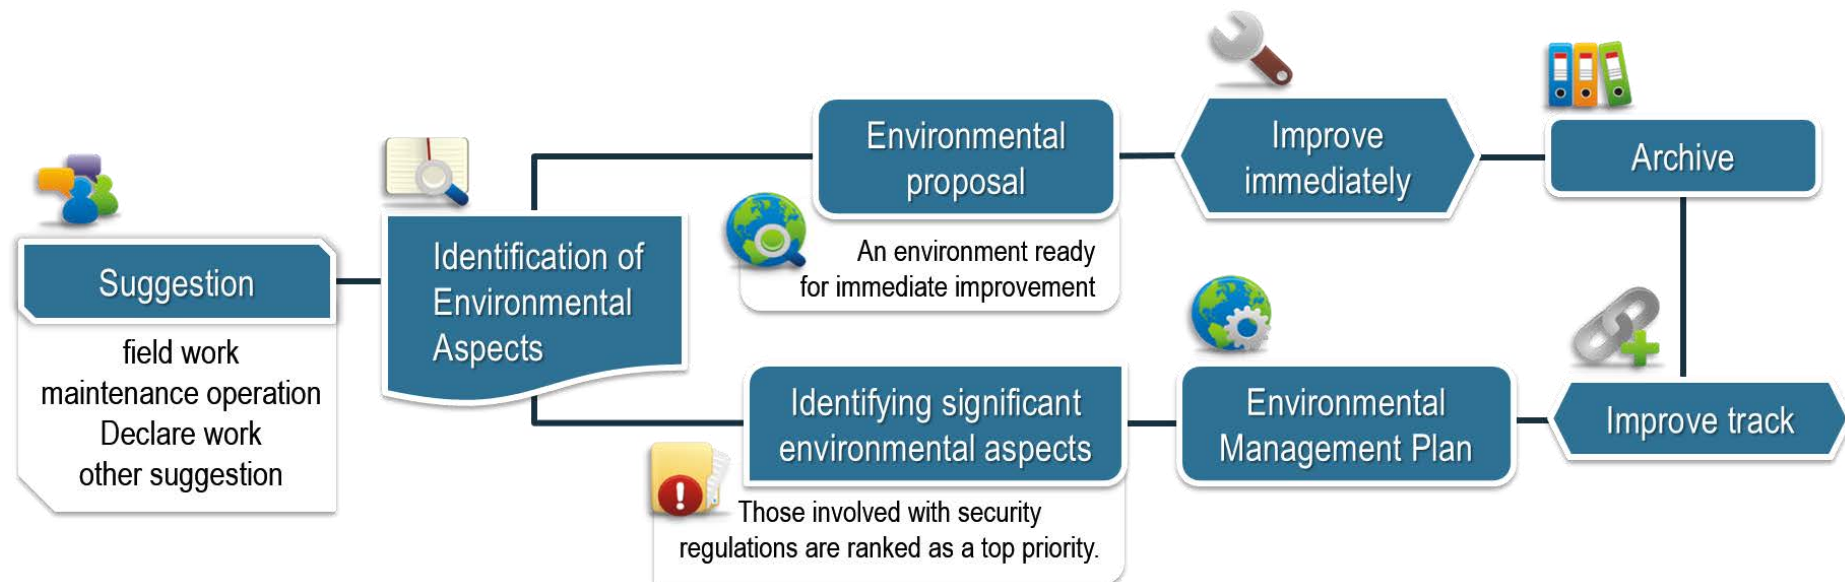 Suggestion
field work
maintenance operation
Declare work
other suggestion
Identification of
Environmental
Aspects
Environmental
proposal
An environment ready
for immediate improvement
Improve
immediately
Archive
Identifying significant
environmental aspects
Those involved with security
regulations are ranked as a top priority.
Environmental
Management Plan
Improve track